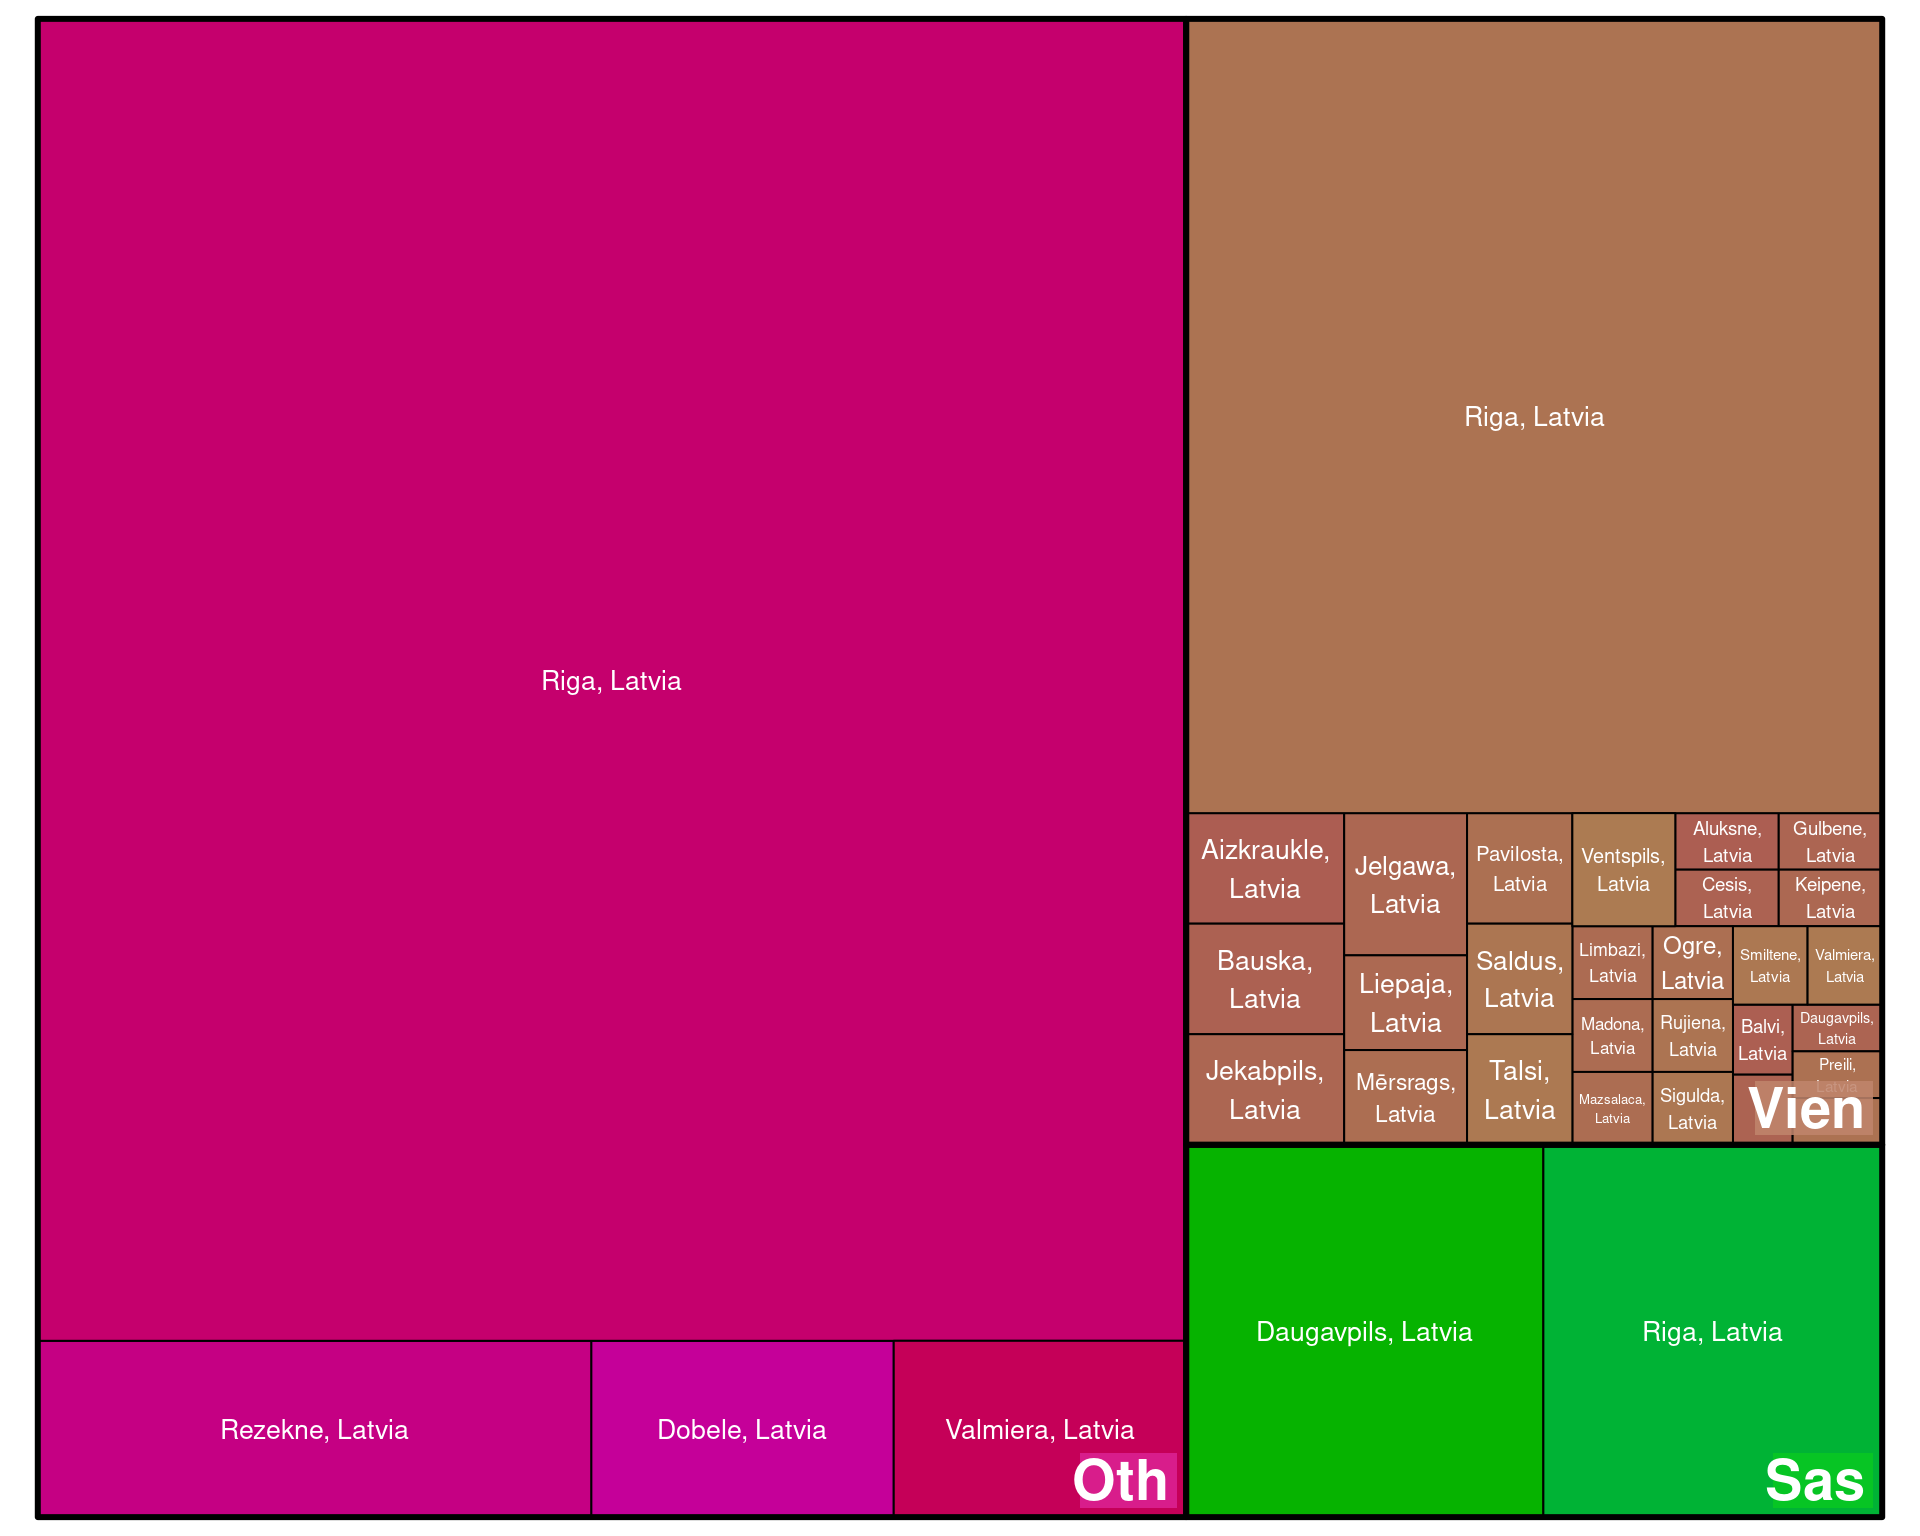 Riga, Latvia
Rezekne, Latvia
Dobele, Latvia
Valmiera, Latvia
Oth
Riga, Latvia
Aizkraukle,
Latvia
Bauska,
Latvia
Jekabpils,
Latvia
Jelgawa,
Latvia
Liepaja,
Latvia
Mērsrags,
Latvia
Pavilosta,
Latvia
Saldus,
Latvia
Talsi,
Latvia
Ventspils,
Latvia
Aluksne,
Latvia
Gulbene,
Latvia
Cesis,
Latvia
Keipene,
Latvia
Limbazi,
Latvia
Ogre,
Latvia
Smiltene,
Latvia
Valmiera,
Latvia
Madona,
Latvia
Rujiena,
Latvia
Balvi,
Latvia
Daugavpils,
Latvia
Preili,
Latvia
Mazsalaca,
Latvia
Sigulda,
Latvia
Vien
Daugavpils, Latvia
Riga, Latvia
Sas